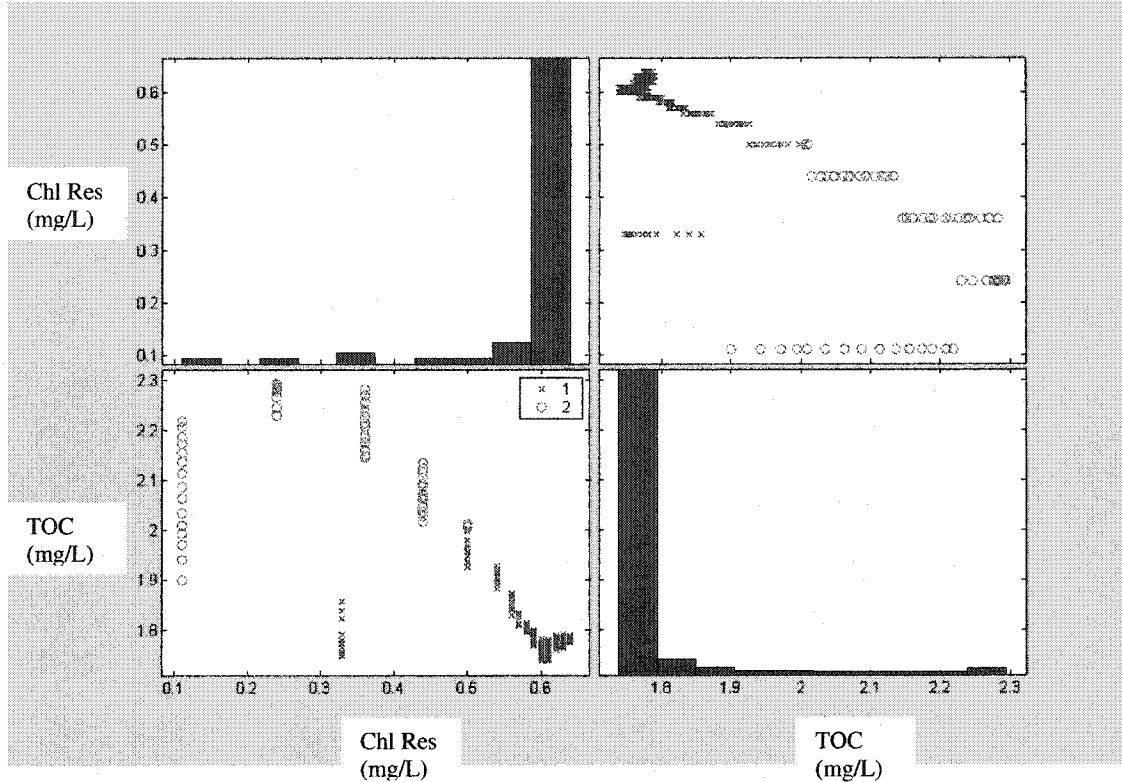 0.6
0.5
Chl Res
(mg/L)
0.4
0.3
0.2
0.1
2.3
× 1
○ 2
2.2
2.1
TOC
(mg/L)
2
1.9
1.8
0.1 0.2 0.3 0.4 0.5 0.6
1.8 1.9 2 2.1 2.2 2.3
Chl Res
(mg/L)
TOC
(mg/L)